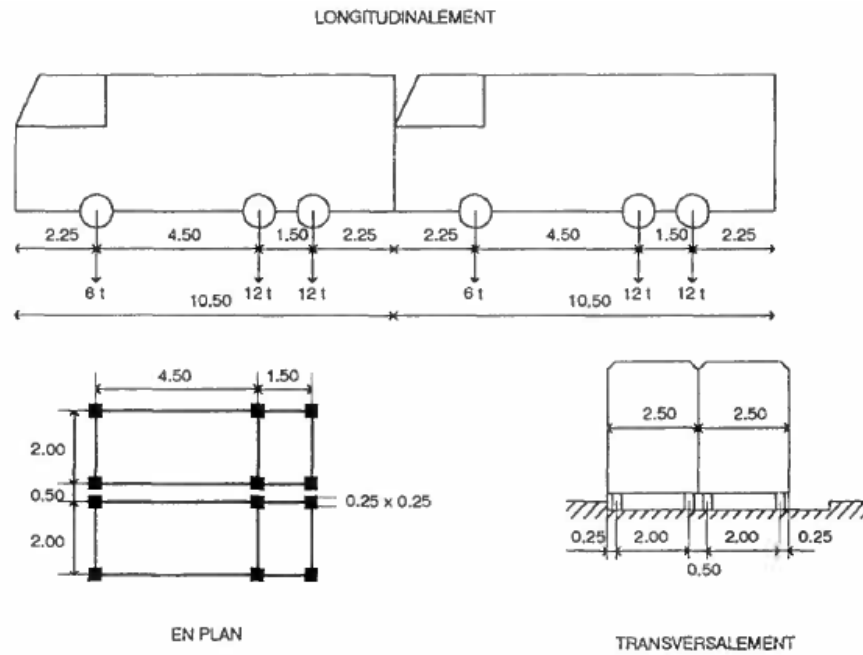 LONGITUDINALEMENT
2.25 4.50 1.50 2.25 2.25 4.50 1.50 2.25
6 t 12 t 12 t 6 t 12 t 12 t
10,50 10,50
4.50 1.50
2.50 2.50
2.00
0.50 0.25 x 0.25
2.00
0.25 2.00 2.00 0.25
0,50
EN PLAN
TRANSVERSALEMENT